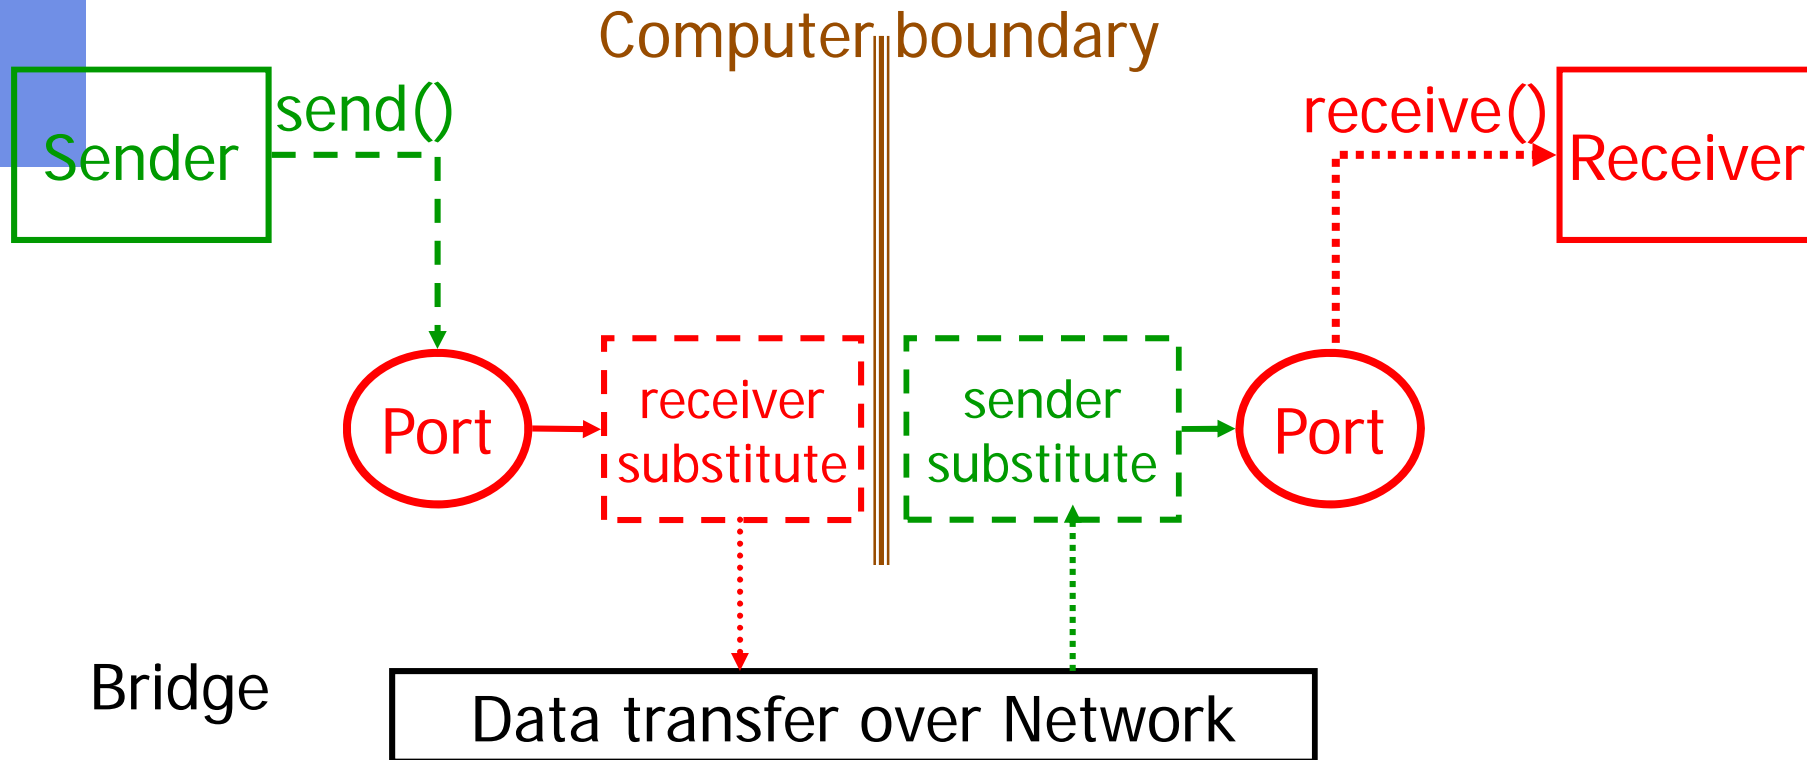 Computer boundary
send()
receive()
Sender
Receiver
Port
receiver
substitute
sender
substitute
Port
Bridge
Data transfer over Network